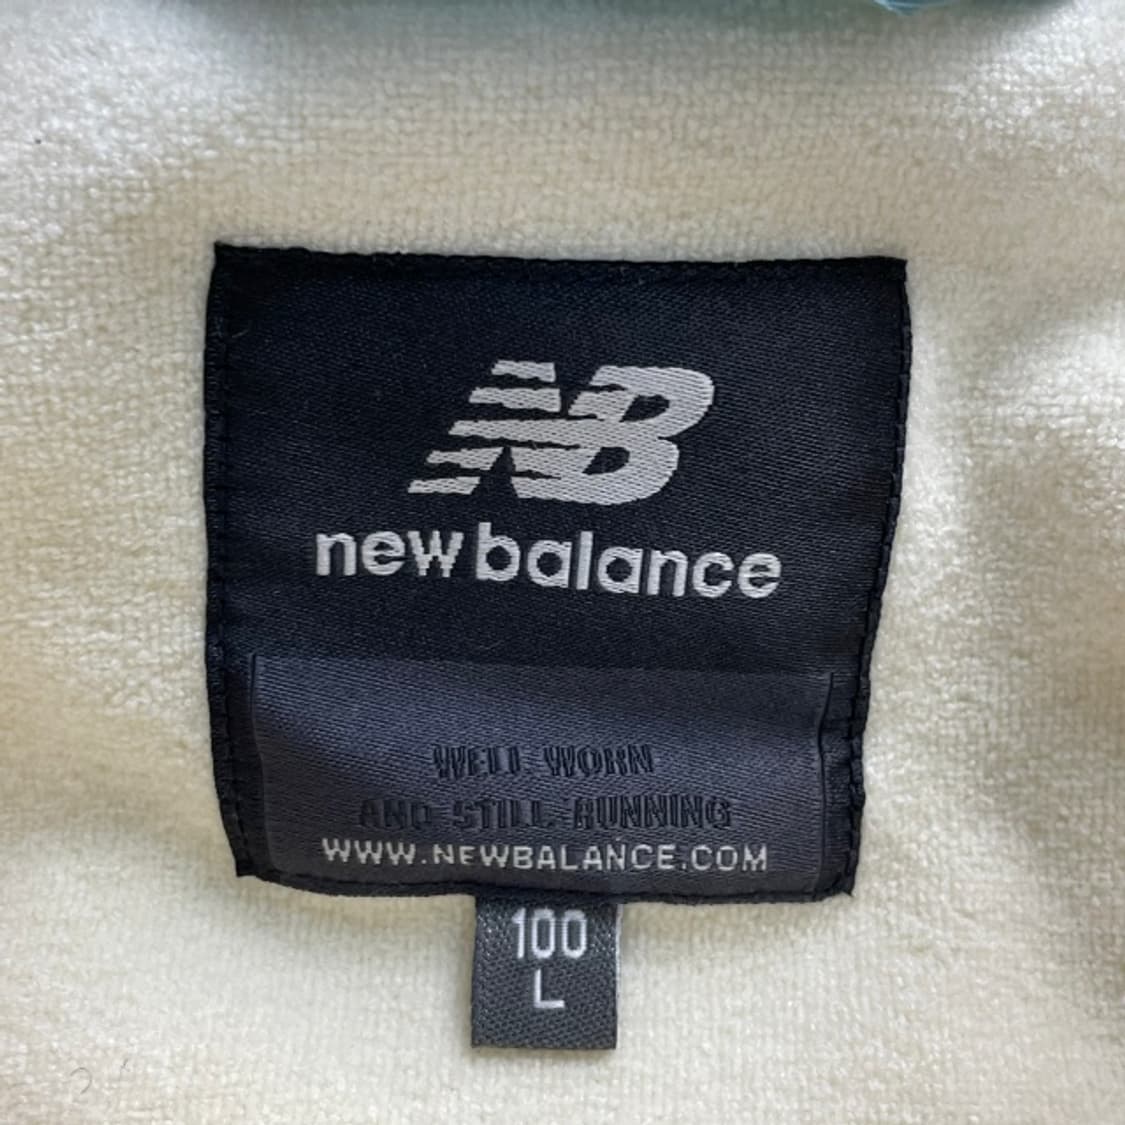 NB
new balance
WELL WORN
AND STILL RUNNING
WWW.NEWBALANCE.COM
100
L